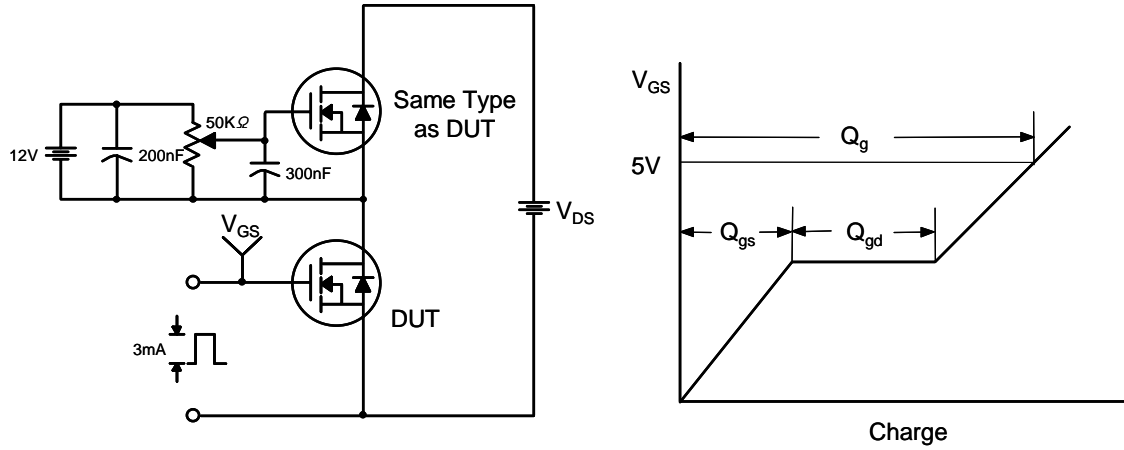 Same Type
as DUT
50KΩ
12V
200nF
300nF
V_GS
V_DS
DUT
3mA
V_GS
Q_g
5V
Q_gs
Q_gd
Charge